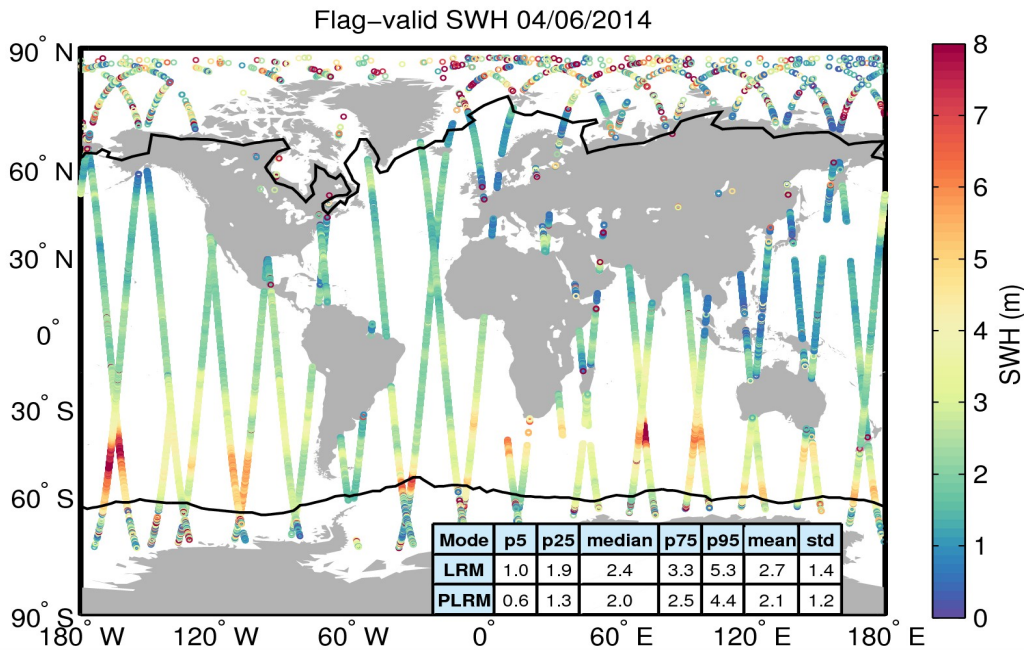 Flag−valid SWH 04/06/2014
90° N
60° N
30° N
0°
30° S
60° S
90° S
180° W
120° W
60° W
0°
60° E
120° E
180° E
Mode p5 p25 median p75 p95 mean std
LRM 1.0 1.9 2.4 3.3 5.3 2.7 1.4
PLRM 0.6 1.3 2.0 2.5 4.4 2.1 1.2
8
7
6
5
4
3
2
1
0
SWH (m)